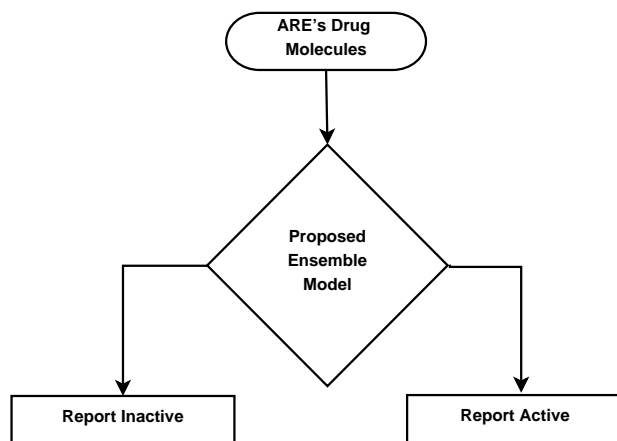 ARE's Drug
Molecules
Proposed
Ensemble
Model
Report Inactive
Report Active